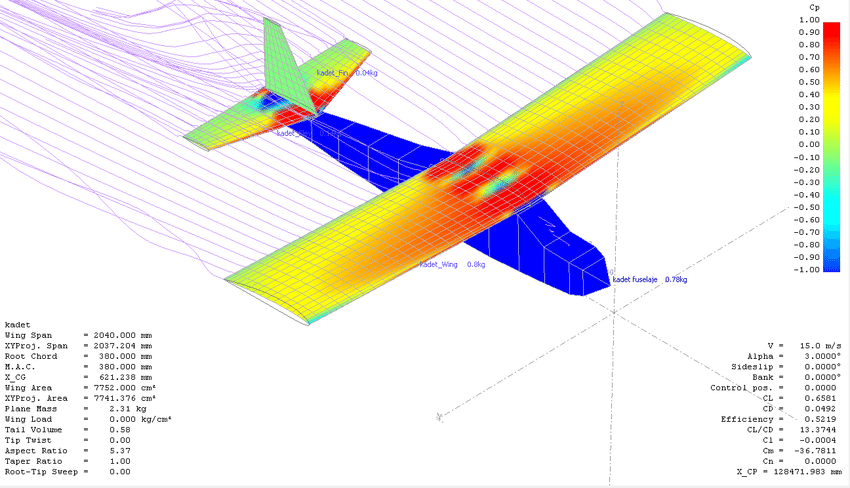 Cp
1.00
0.90
0.80
0.70
0.60
0.50
0.40
0.30
0.20
0.10
0.00
-0.10
-0.20
-0.30
-0.40
-0.50
-0.60
-0.70
-0.80
-0.90
-1.00
kadet_Fin 0.04kg
kadet_
kadet_Wing 0.8kg
kadet fuselaje 0.78kg
kadet
Wing Span = 2040.000 mm
XYProj. Span = 2037.204 mm
Root Chord = 380.000 mm
M.A.C. = 380.000 mm
X_CG = 621.238 mm
Wing Area = 7752.000 cm²
XYProj. Area = 7741.376 cm²
Plane Mass = 2.31 kg
Wing Load = 0.000 kg/cm²
Tail Volume = 0.58
Tip Twist = 0.00
Aspect Ratio = 5.37
Taper Ratio = 1.00
Root-Tip Sweep = 0.00
V = 15.0 m/s
Alpha = 3.0000°
Sideslip = 0.0000°
Bank = 0.0000°
Control pos. = 0.0000
CL = 0.6581
CD = 0.0492
Efficiency = 0.5219
CL/CD = 13.3744
Cl = -0.0004
Cm = -36.7811
Cn = 0.0000
X_CP = 128471.983 mm